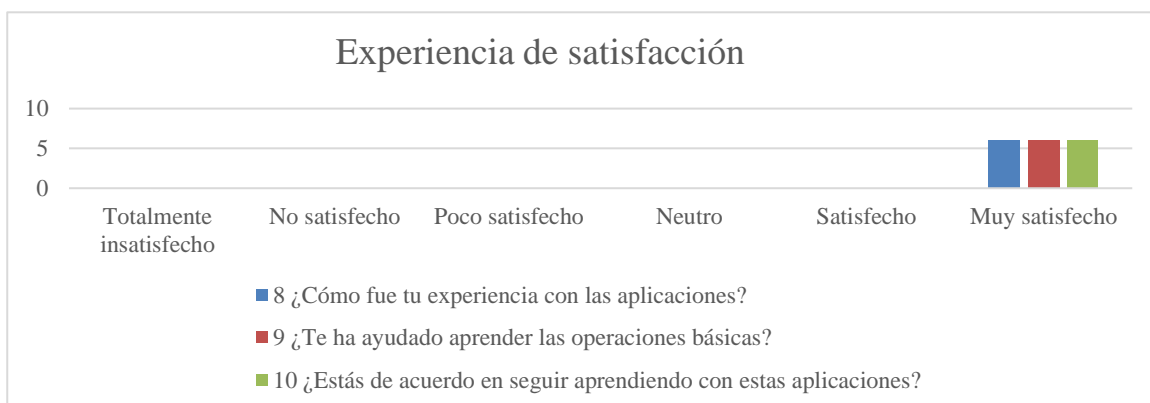 Experiencia de satisfacción
10
5
0
Totalmente
insatisfecho
No satisfecho
Poco satisfecho
Neutro
Satisfecho
Muy satisfecho
8 ¿Cómo fue tu experiencia con las aplicaciones?
9 ¿Te ha ayudado aprender las operaciones básicas?
10 ¿Estás de acuerdo en seguir aprendiendo con estas aplicaciones?